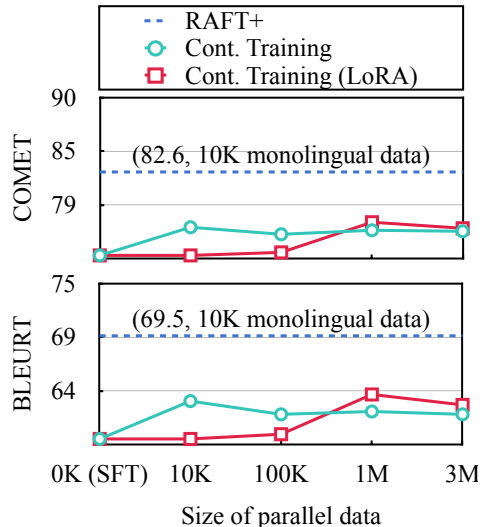 RAFT+
Cont. Training
Cont. Training (LoRA)
90
85
(82.6, 10K monolingual data)
79
COMET
75
(69.5, 10K monolingual data)
69
64
BLEURT
0K (SFT) 10K 100K 1M 3M
Size of parallel data